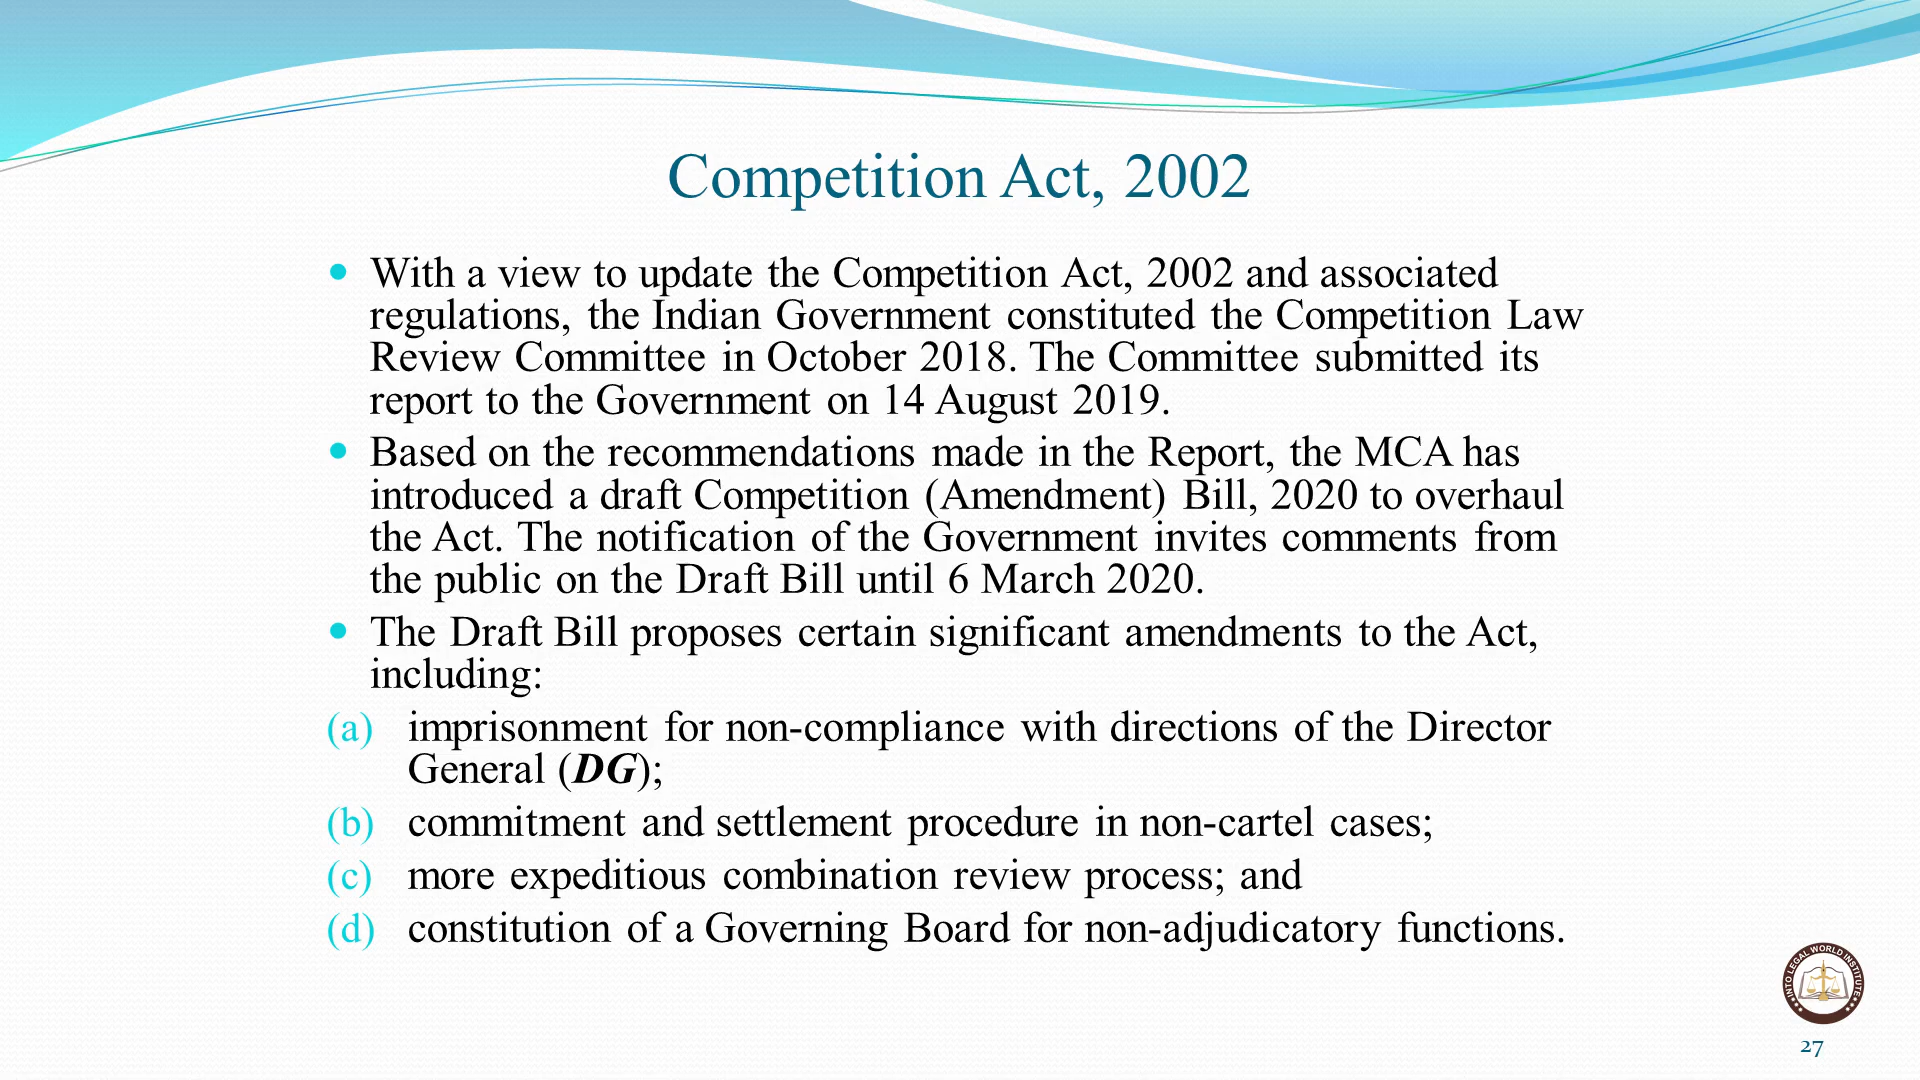 Competition Act, 2002
• With a view to update the Competition Act, 2002 and associated
regulations, the Indian Government constituted the Competition Law
Review Committee in October 2018. The Committee submitted its
report to the Government on 14 August 2019.
• Based on the recommendations made in the Report, the MCA has
introduced a draft Competition (Amendment) Bill, 2020 to overhaul
the Act. The notification of the Government invites comments from
the public on the Draft Bill until 6 March 2020.
• The Draft Bill proposes certain significant amendments to the Act,
including:
(a) imprisonment for non-compliance with directions of the Director
General (DG);
(b) commitment and settlement procedure in non-cartel cases;
(c) more expeditious combination review process; and
(d) constitution of a Governing Board for non-adjudicatory functions.
INTO LEGAL WORLD INSTITUTE
27